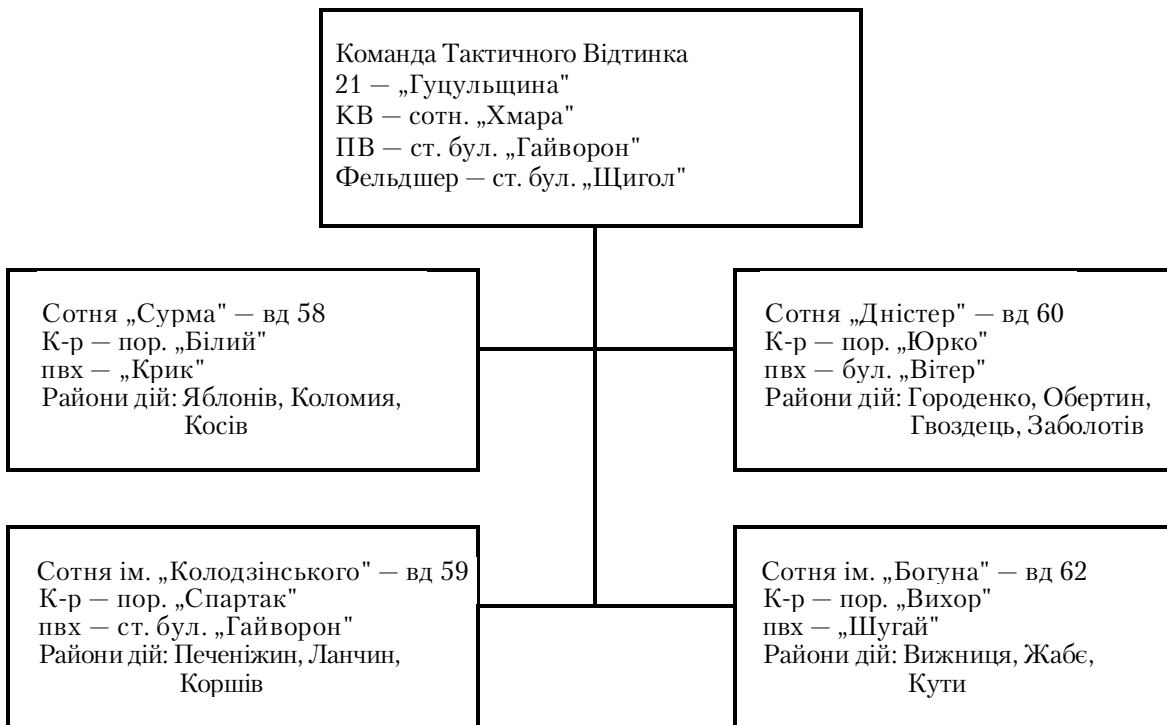 Команда Тактичного Відтинка
21 — „Гуцульщина"
КВ — сотн. „Хмара"
ПВ — ст. бул. „Гайворон"
Фельдшер — ст. бул. „Щигол"
Сотня „Сурма" — вд 58
К-р — пор. „Білий"
пвх — „Крик"
Райони дій: Яблонів, Коломия,
Косів
Сотня „Дністер" — вд 60
К-р — пор. „Юрко"
пвх — бул. „Вітер"
Райони дій: Городенко, Обертин,
Гвоздець, Заболотів
Сотня ім. „Колодзінського" — вд 59
К-р — пор. „Спартак"
пвх — ст. бул. „Гайворон"
Райони дій: Печеніжин, Ланчин,
Коршів
Сотня ім. „Богуна" — вд 62
К-р — пор. „Вихор"
пвх — „Шугай"
Райони дій: Вижниця, Жабє,
Кути